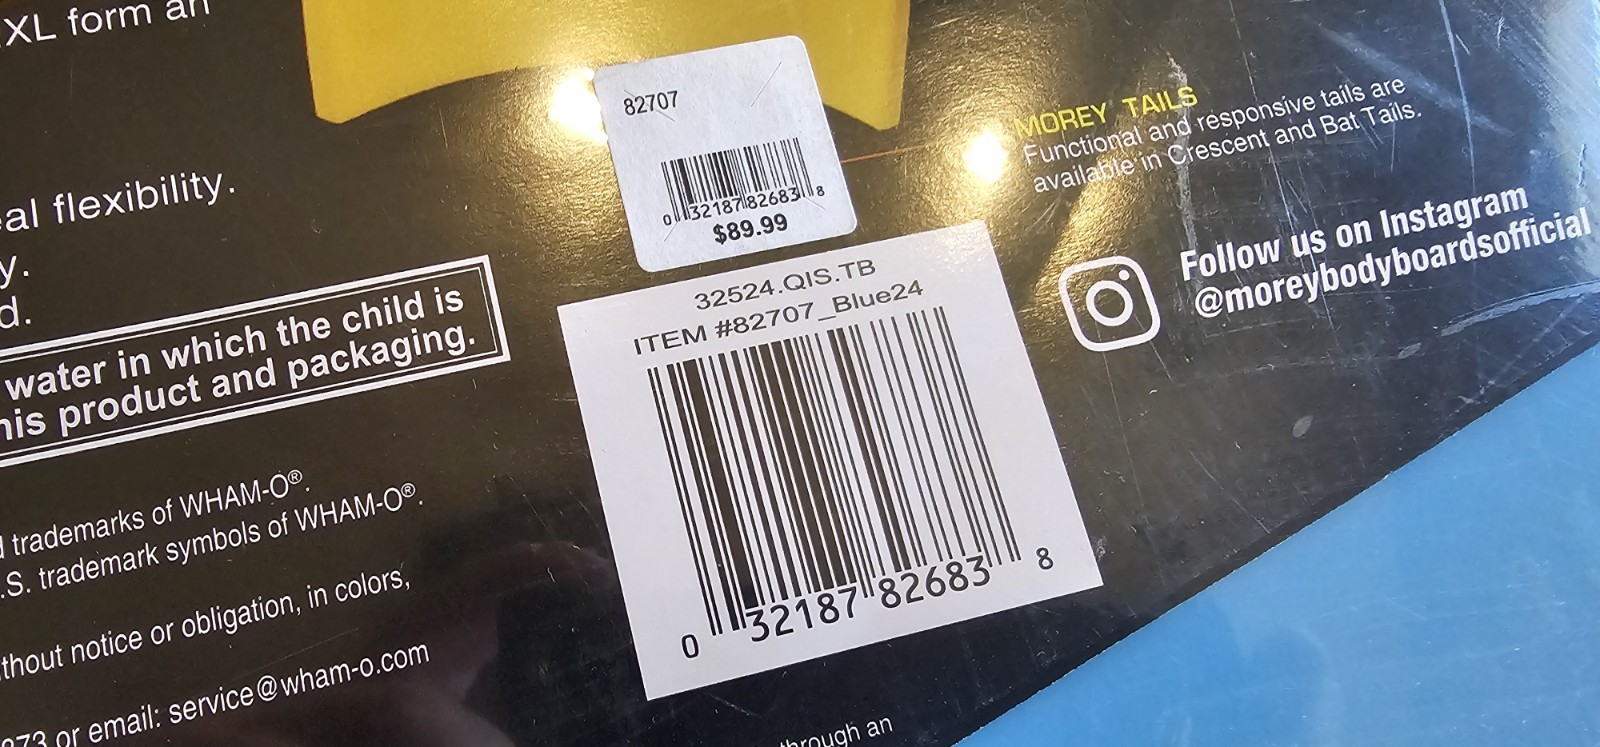 XL form an
eal flexibility.
y.
d.
water in which the child is
his product and packaging.
trademarks of WHAM-O®.
.S. trademark symbols of WHAM-O®.
thout notice or obligation, in colors,
973 or email: service@wham-o.com
through an
82707
0 32187 82683 8
$89.99
32524.QIS.TB
ITEM #82707_Blue24
0 32187 82683 8
MOREY TAILS
Functional and responsive tails are
available in Crescent and Bat Tails.
Follow us on Instagram
@moreybodyboardsofficial